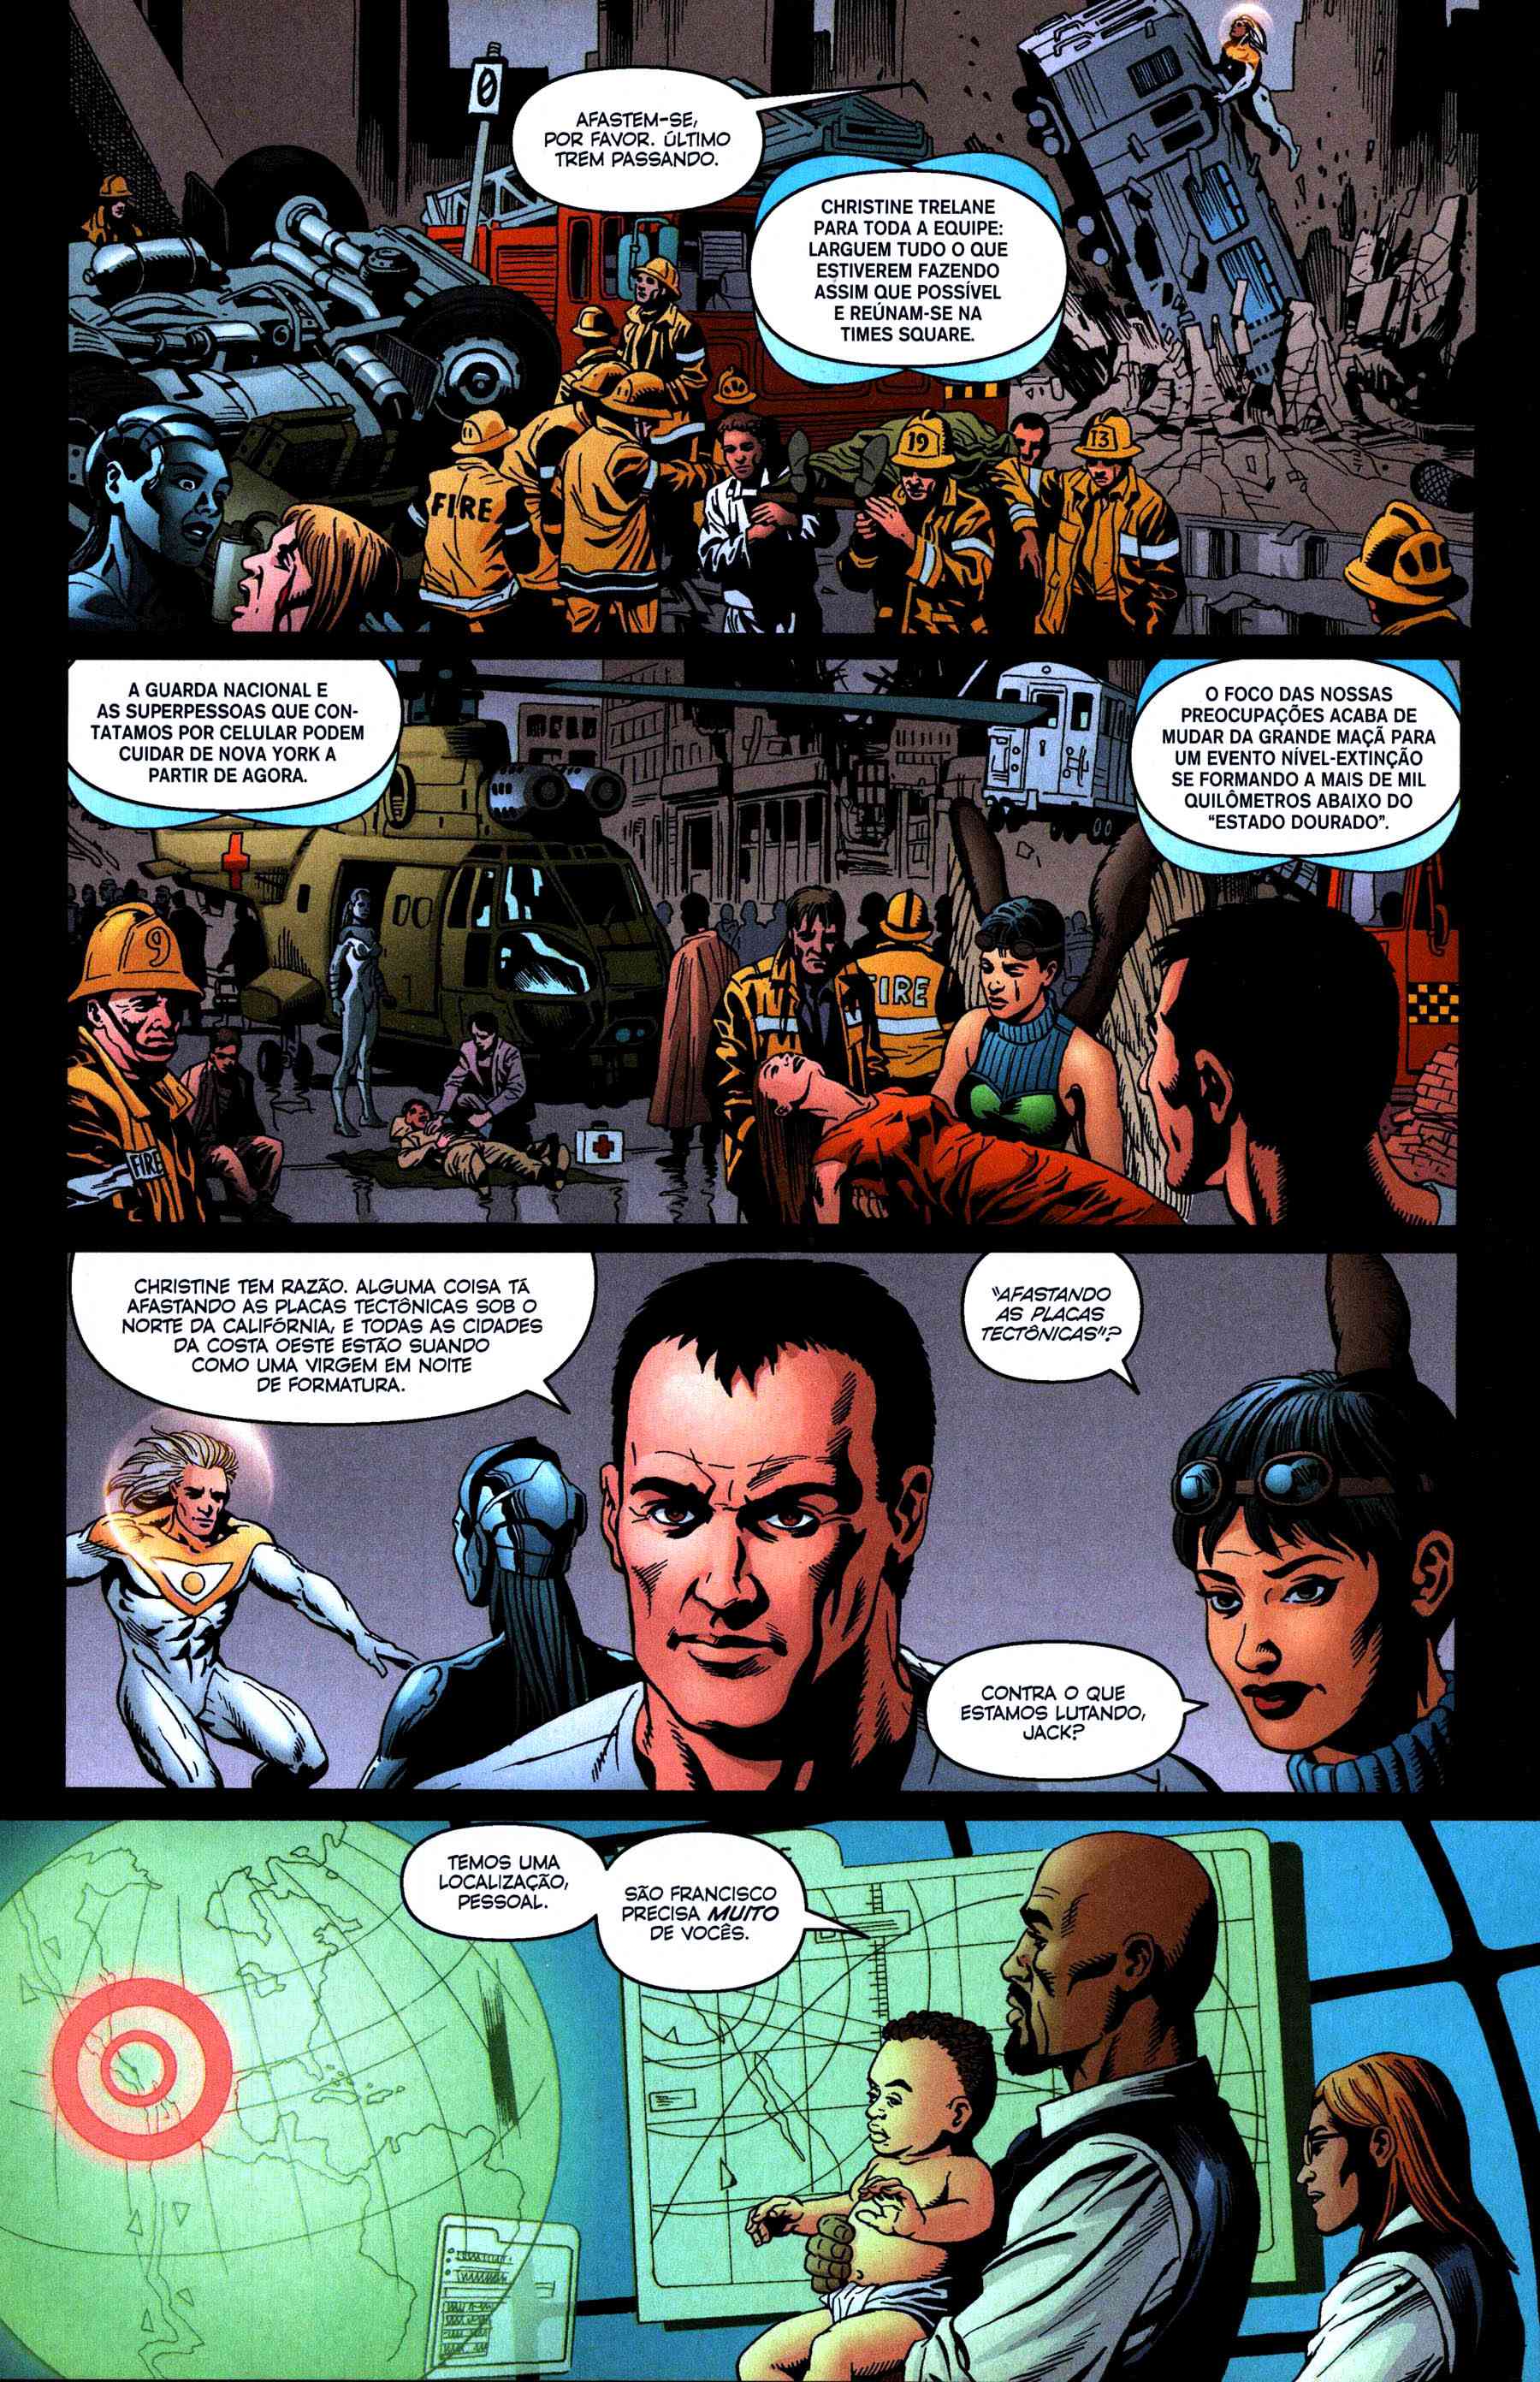 0
AFASTEM-SE,
POR FAVOR. ÚLTIMO
TREM PASSANDO.
CHRISTINE TRELANE
PARA TODA A EQUIPE:
LARGUEM TUDO O QUE
ESTIVEREM FAZENDO
ASSIM QUE POSSÍVEL
E REÚNAM-SE NA
TIMES SQUARE.
11
19
13
FIRE
A GUARDA NACIONAL E
AS SUPERPESSOAS QUE CON-
TATAMOS POR CELULAR PODEM
CUIDAR DE NOVA YORK A
PARTIR DE AGORA.
O FOCO DAS NOSSAS
PREOCUPAÇÕES ACABA DE
MUDAR DA GRANDE MAÇÃ PARA
UM EVENTO NÍVEL-EXTINÇÃO
SE FORMANDO A MAIS DE MIL
QUILÔMETROS ABAIXO DO
“ESTADO DOURADO”.
9
FIRE
FIRE
CHRISTINE TEM RAZÃO. ALGUMA COISA TÁ
AFASTANDO AS PLACAS TECTÔNICAS SOB O
NORTE DA CALIFÓRNIA, E TODAS AS CIDADES
DA COSTA OESTE ESTÃO SUANDO
COMO UMA VIRGEM EM NOITE
DE FORMATURA.
“AFASTANDO
AS PLACAS
TECTÔNICAS”?
CONTRA O QUE
ESTAMOS LUTANDO,
JACK?
TEMOS UMA
LOCALIZAÇÃO,
PESSOAL.
SÃO FRANCISCO
PRECISA MUITO
DE VOCÊS.